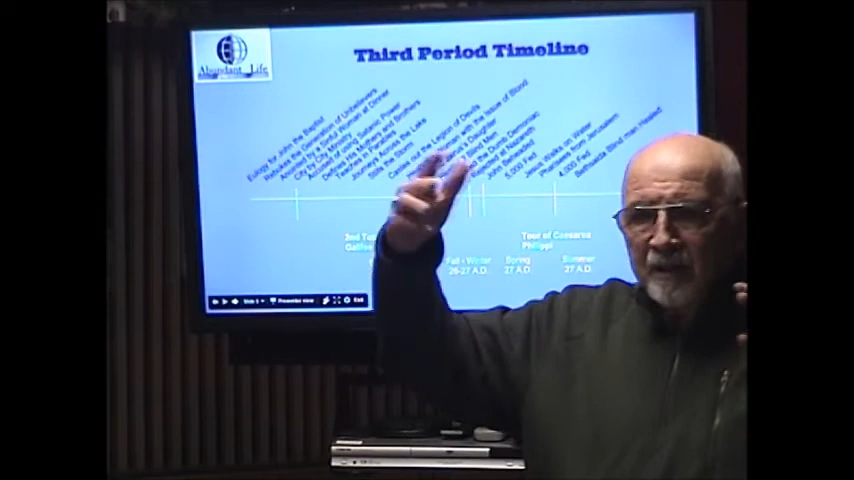 Abundant Life
Third Period Timeline
Eulogy for John the Baptist
Rebukes the Generation of Unbelievers
Anointed by a Sinful Woman at Dinner
City by City Ministry
Accused of using Satanic Power
Defines His Mothers and Brothers
Teaches in Parables
Journeys Across the Lake
Stills the Storm
Casts out the Legion of Devils
Woman with the Issue of Blood
Daughter
Blind Men
the Dumb Demoniac
Rejected at Nazareth
John Beheaded
5,000 Fed
Jesus Walks on Water
Pharisees from Jerusalem
4,000 Fed
Bethsaida Blind man Healed
2nd
Tour of Caesarea
Philippi
Fall - Winter
26-27 A.D.
Spring
27 A.D.
Summer
27 A.D.
Presenter view
Exit